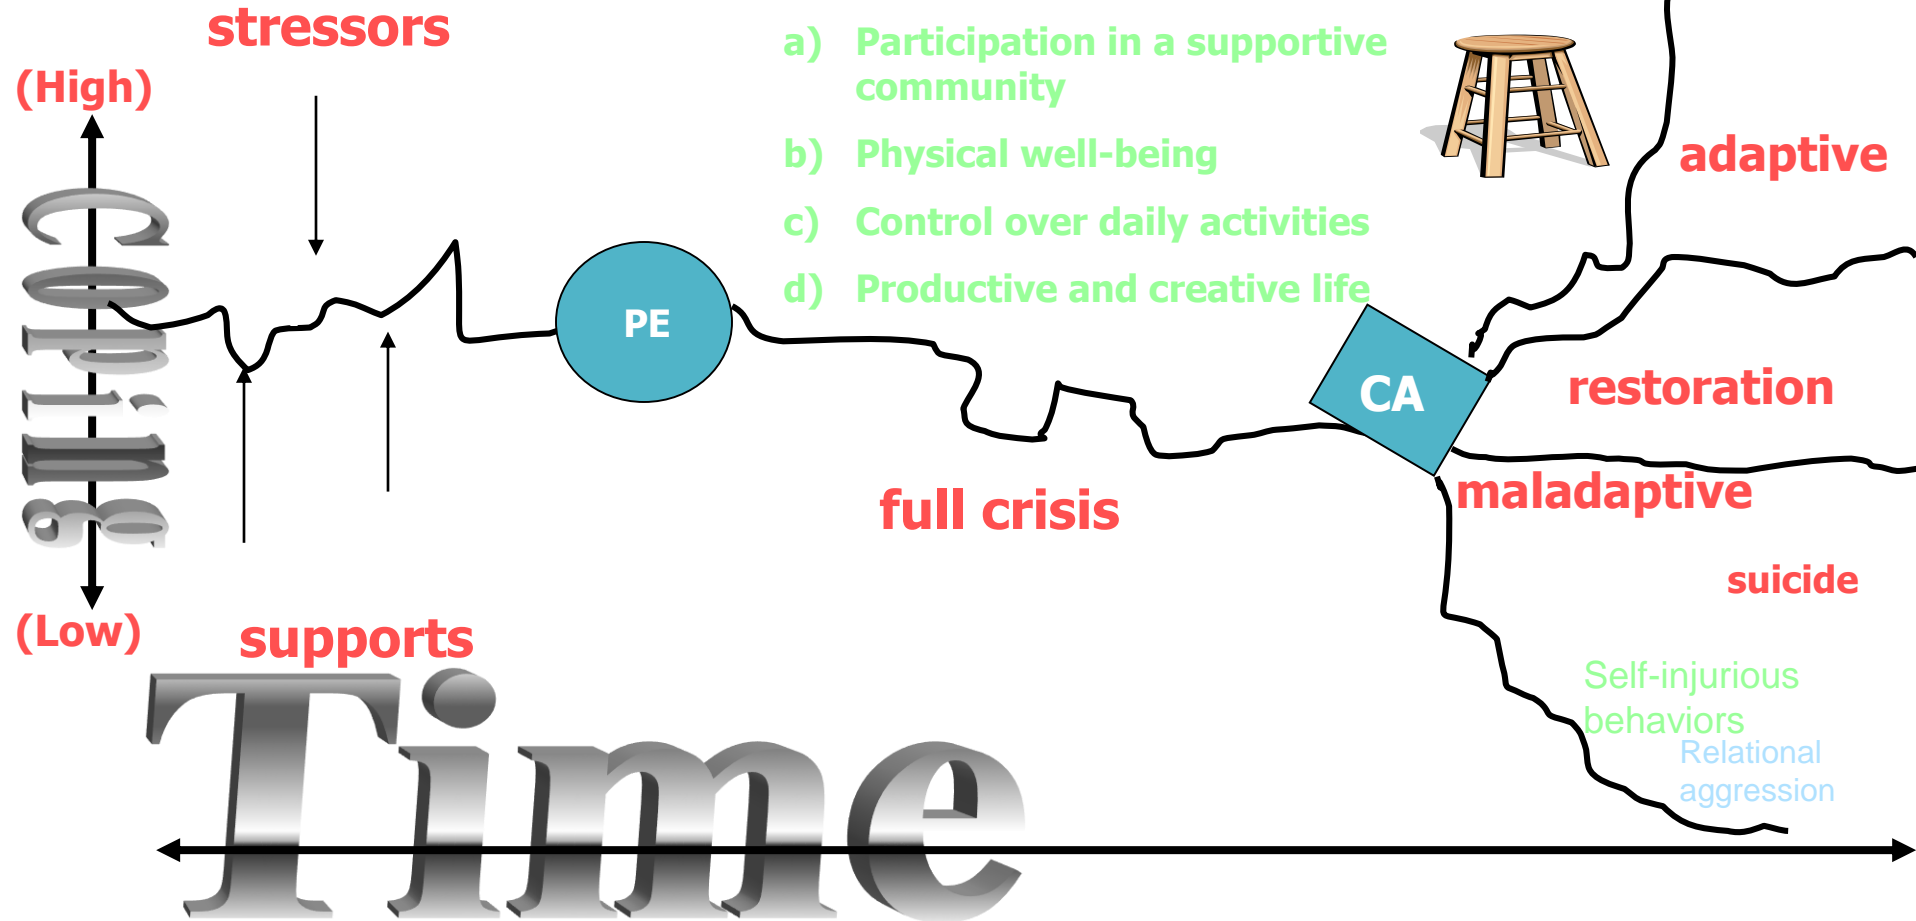 stressors
(High)
Coping
(Low)
supports
Time
PE
a) Participation in a supportive
community
b) Physical well-being
c) Control over daily activities
d) Productive and creative life
full crisis
CA
adaptive
restoration
maladaptive
suicide
Self-injurious
behaviors
Relational
aggression